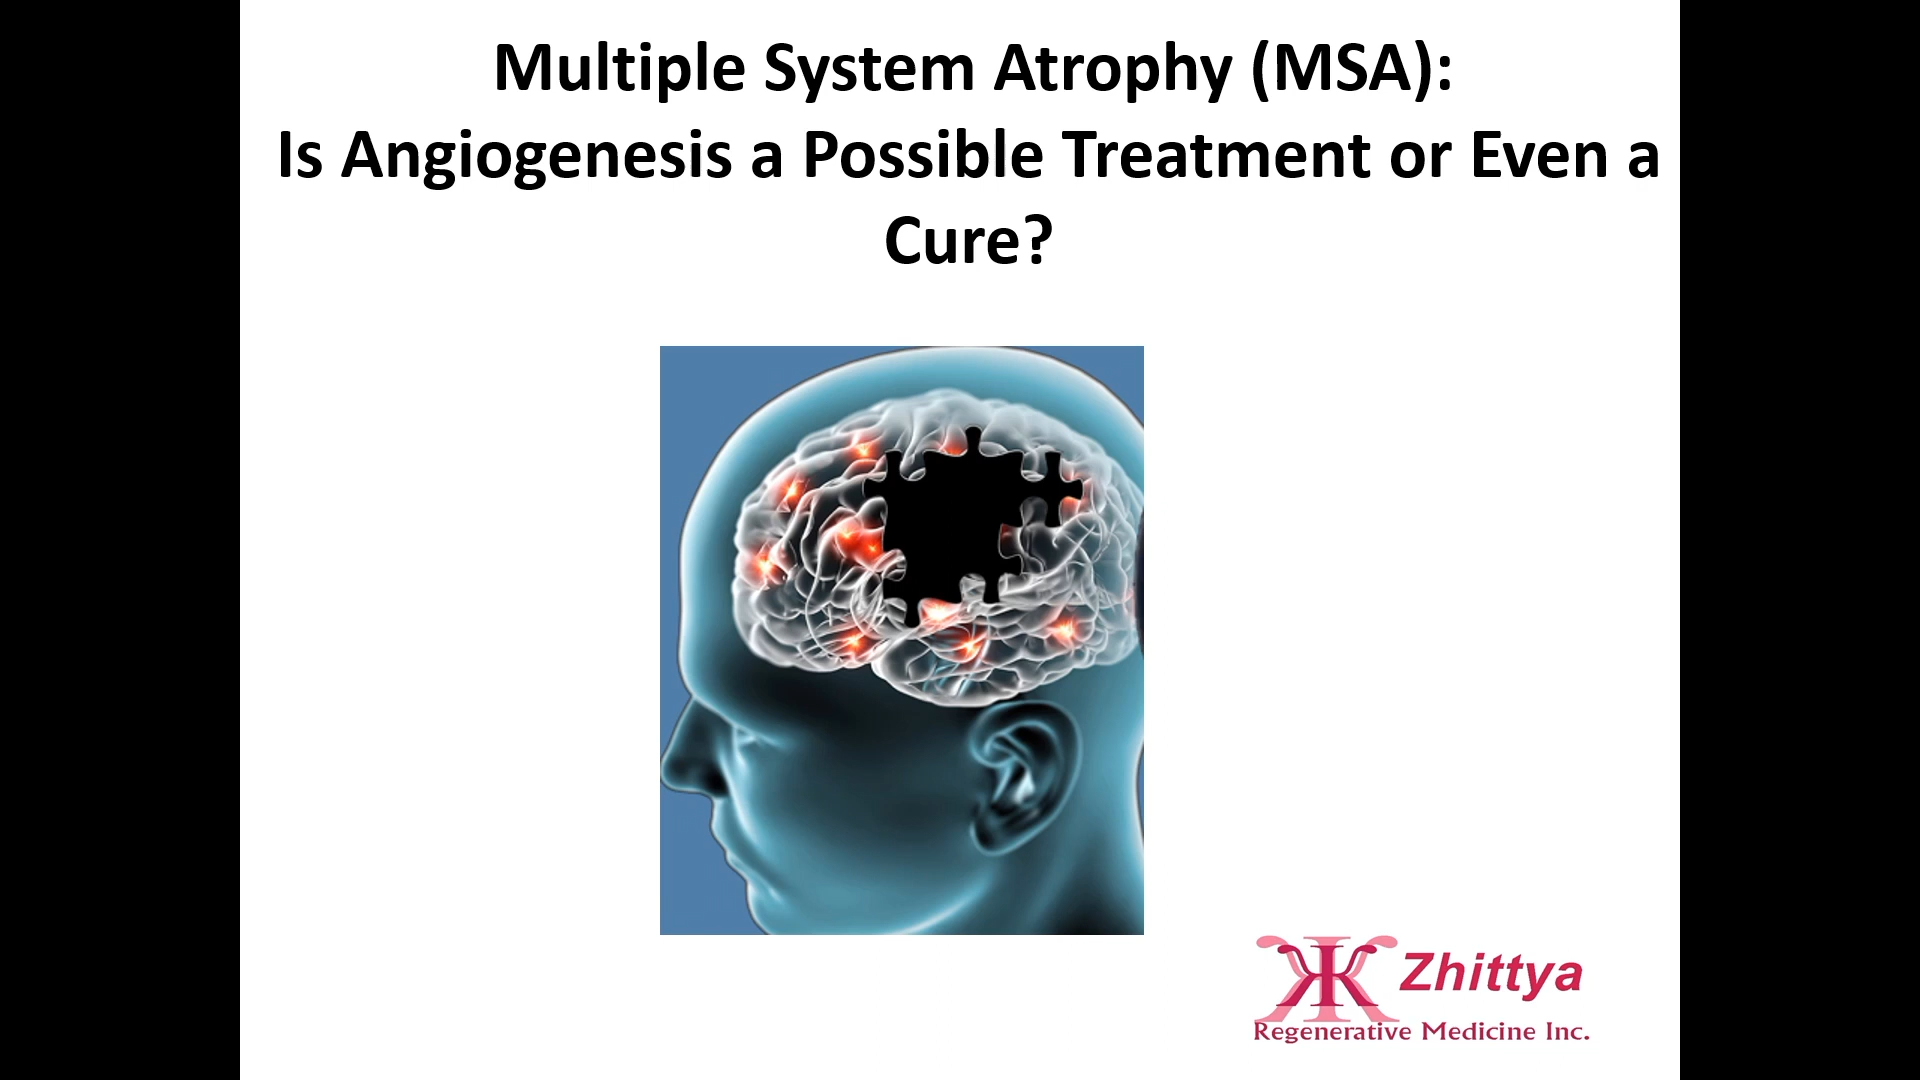 Multiple System Atrophy (MSA):
Is Angiogenesis a Possible Treatment or Even a
Cure?
Zhittya
Regenerative Medicine Inc.